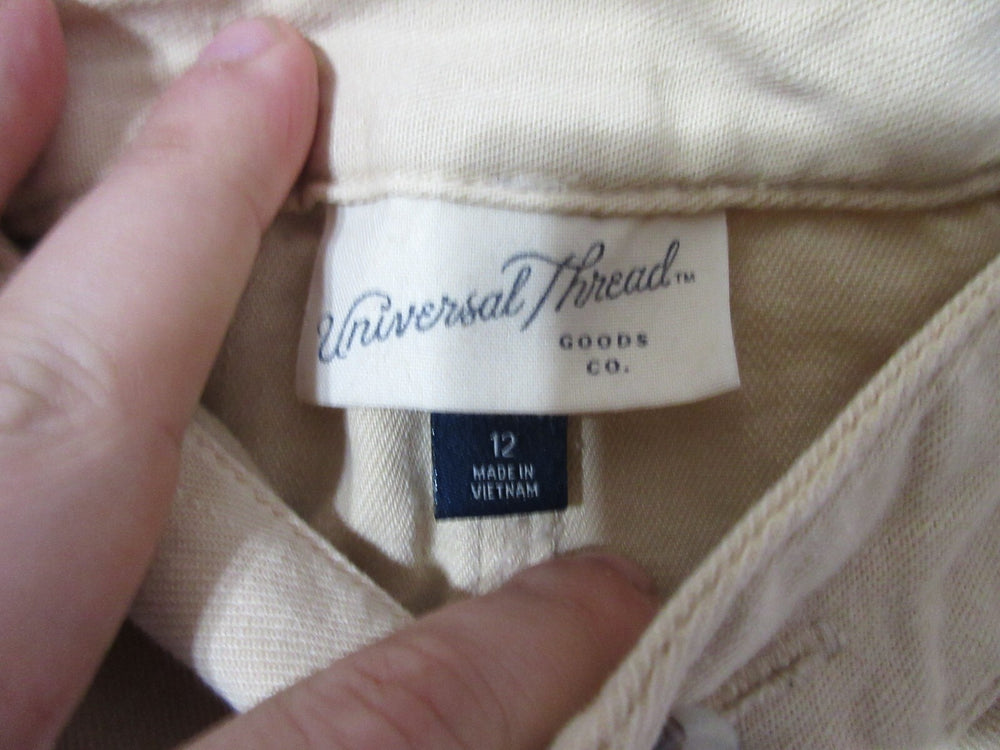 Universal Thread™
GOODS
CO.
12
MADE IN
VIETNAM